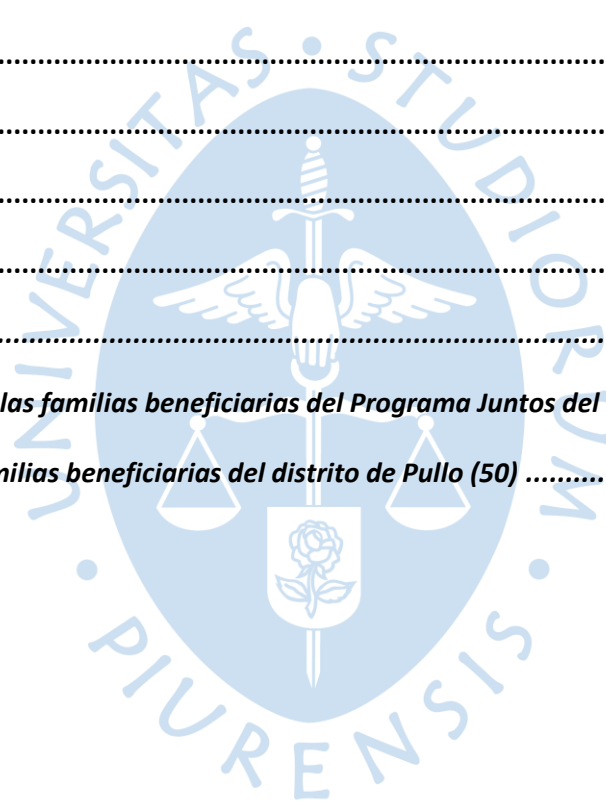 ................................................................................
................................................................................
................................................................................
................................................................................
................................................................................
las familias beneficiarias del Programa Juntos del
milias beneficiarias del distrito de Pullo (50) ..........
UNIVERSITAS • STUDIORUM • PIURENSIS •